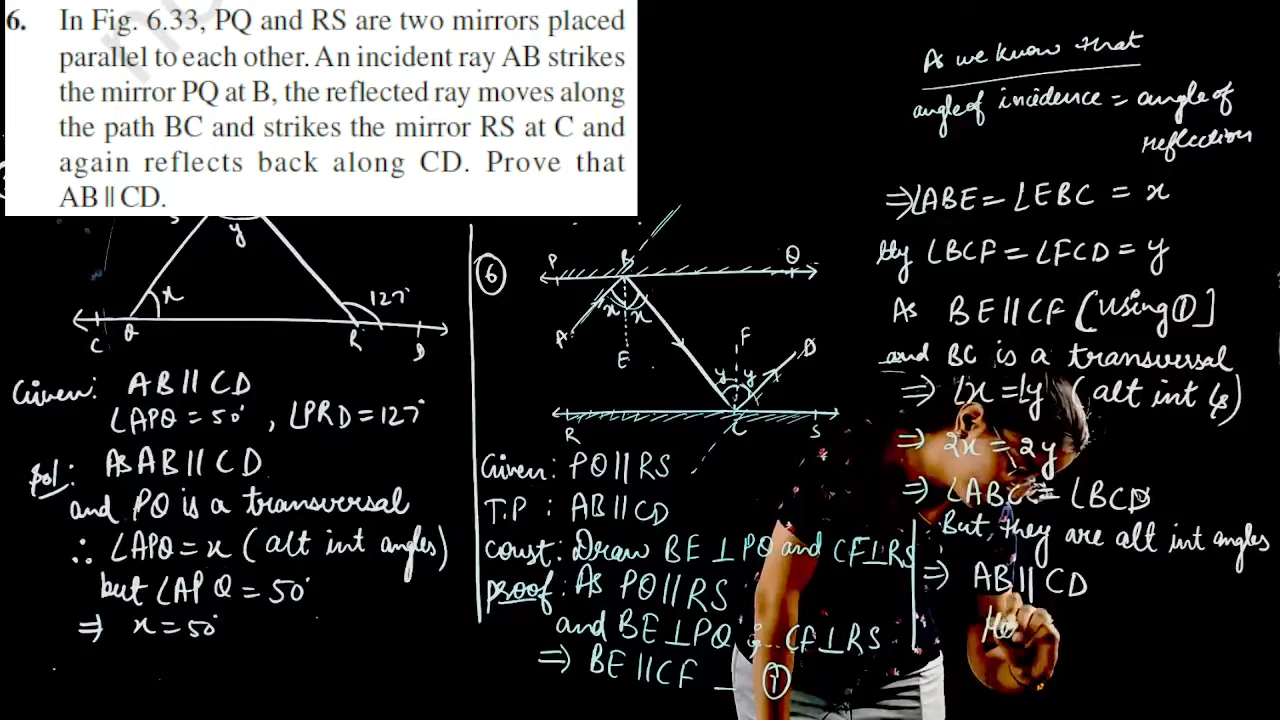 6. In Fig. 6.33, PQ and RS are two mirrors placed
parallel to each other. An incident ray AB strikes
the mirror PQ at B, the reflected ray moves along
the path BC and strikes the mirror RS at C and
again reflects back along CD. Prove that
AB || CD.
y
x
127°
C Q R D
Given: AB || CD
∠APQ = 50°, ∠PRD = 127°
Sol: As AB || CD
and PQ is a transversal
∴ ∠APQ = x (alt int angles)
but ∠APQ = 50°
⇒ x = 50°
6
P B Q
x x
A
E
F
D
y y
R C S
Given: PQ || RS
T.P: AB || CD
Const: Draw BE ⊥ PQ and CF ⊥ RS
Proof: As PQ || RS
and BE ⊥ PQ & CF ⊥ RS
⇒ BE || CF _ ①
As we know that
angle of incidence = angle of
reflection
⇒ ∠ABE = ∠EBC = x
lly ∠BCF = ∠FCD = y
As BE || CF [Using ①]
and BC is a transversal
⇒ ∠x = ∠y (alt int ∠s)
⇒ 2x = 2y
⇒ ∠ABC = ∠BCD
But, they are alt int angles
⇒ AB || CD